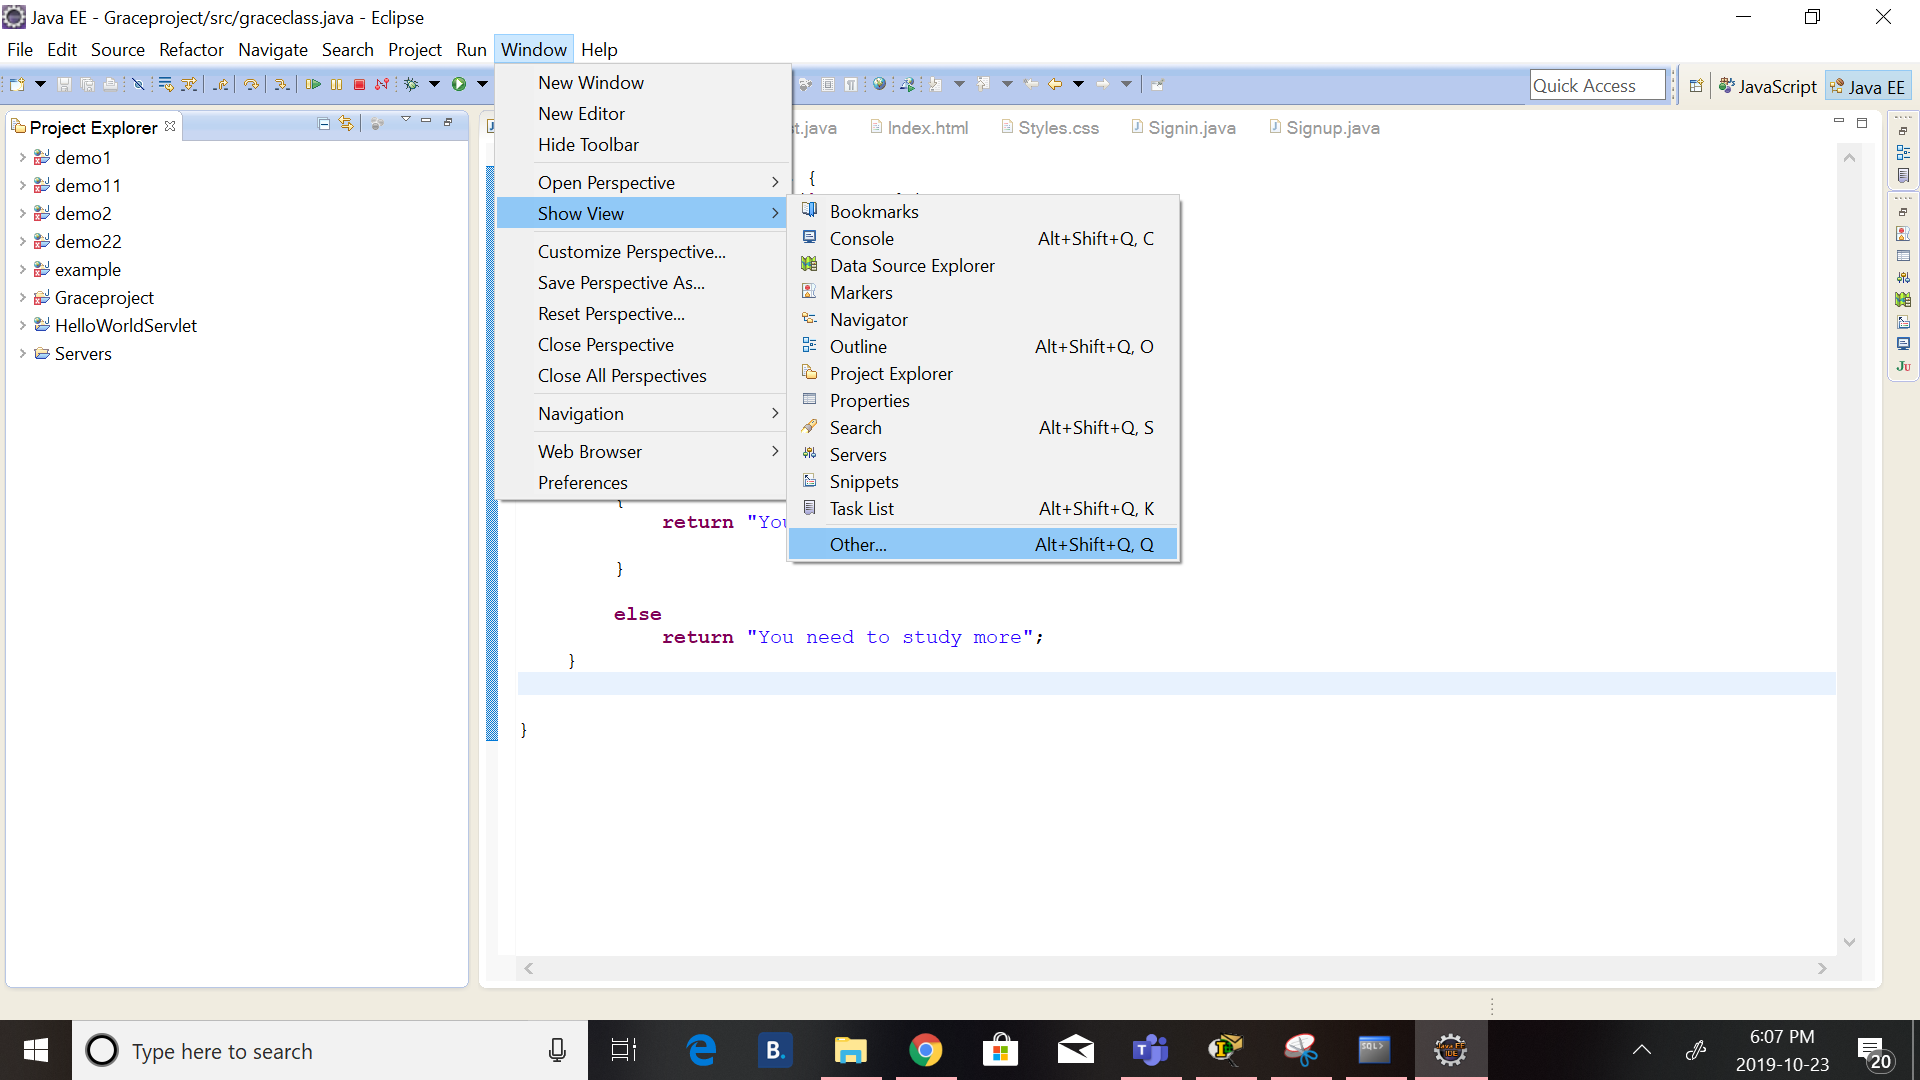 Java EE - Graceproject/src/graceclass.java - Eclipse
File Edit Source Refactor Navigate Search Project Run Window Help
Quick Access
JavaScript
Java EE
Project Explorer
demo1
demo11
demo2
demo22
example
Graceproject
HelloWorldServlet
Servers
New Window
New Editor
Hide Toolbar
Open Perspective
Show View
Customize Perspective...
Save Perspective As...
Reset Perspective...
Close Perspective
Close All Perspectives
Navigation
Web Browser
Preferences
t.java Index.html Styles.css Signin.java Signup.java
{
Bookmarks
Console Alt+Shift+Q, C
Data Source Explorer
Markers
Navigator
Outline Alt+Shift+Q, O
Project Explorer
Properties
Search Alt+Shift+Q, S
Servers
Snippets
Task List Alt+Shift+Q, K
Other... Alt+Shift+Q, Q
{
return "You
}
else
return "You need to study more";
}
}
Ju
Type here to search
B.
SQL>
Java EE
IDE
6:07 PM
2019-10-23
20